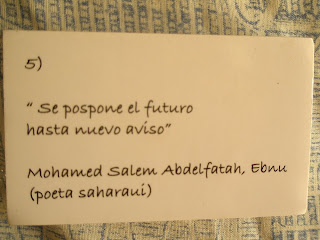 5)
“ Se pospone el futuro
hasta nuevo aviso”
Mohamed Salem Abdelfatah, Ebnu
(poeta saharaui)